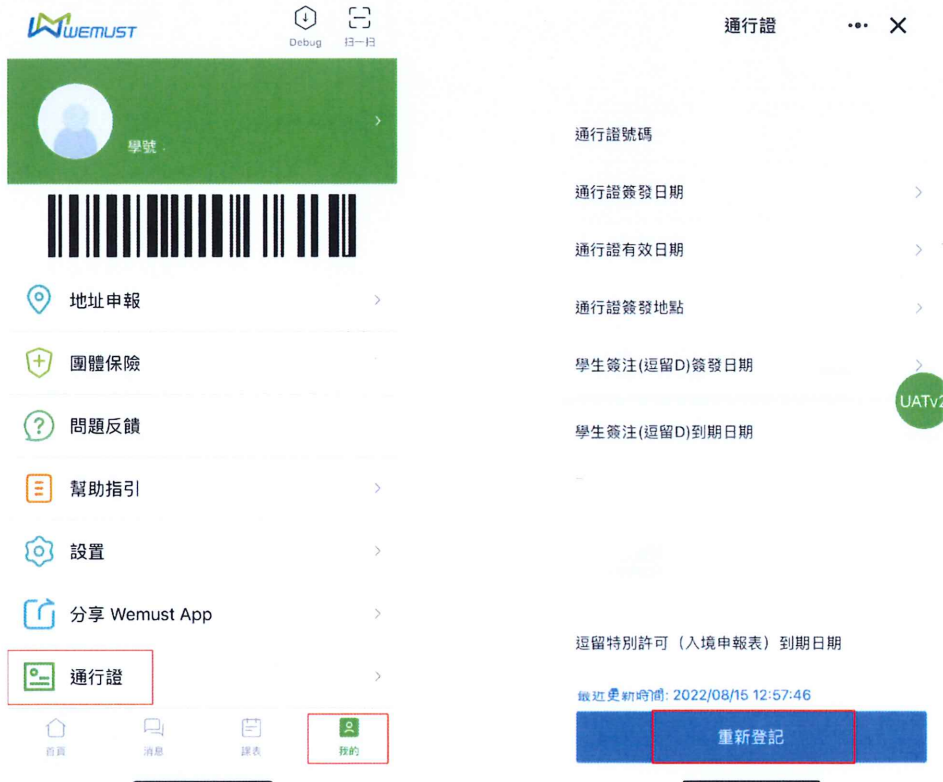 WEMUST
Debug
扫一扫
學號:
地址申報
團體保險
問題反饋
幫助指引
設置
分享 Wemust App
通行證
首頁
消息
課表
我的
通行證
通行證號碼
通行證簽發日期
通行證有效日期
通行證簽發地點
學生簽注(逗留D)簽發日期
UATv2
學生簽注(逗留D)到期日期
逗留特別許可（入境申報表）到期日期
最近更新時間: 2022/08/15 12:57:46
重新登記